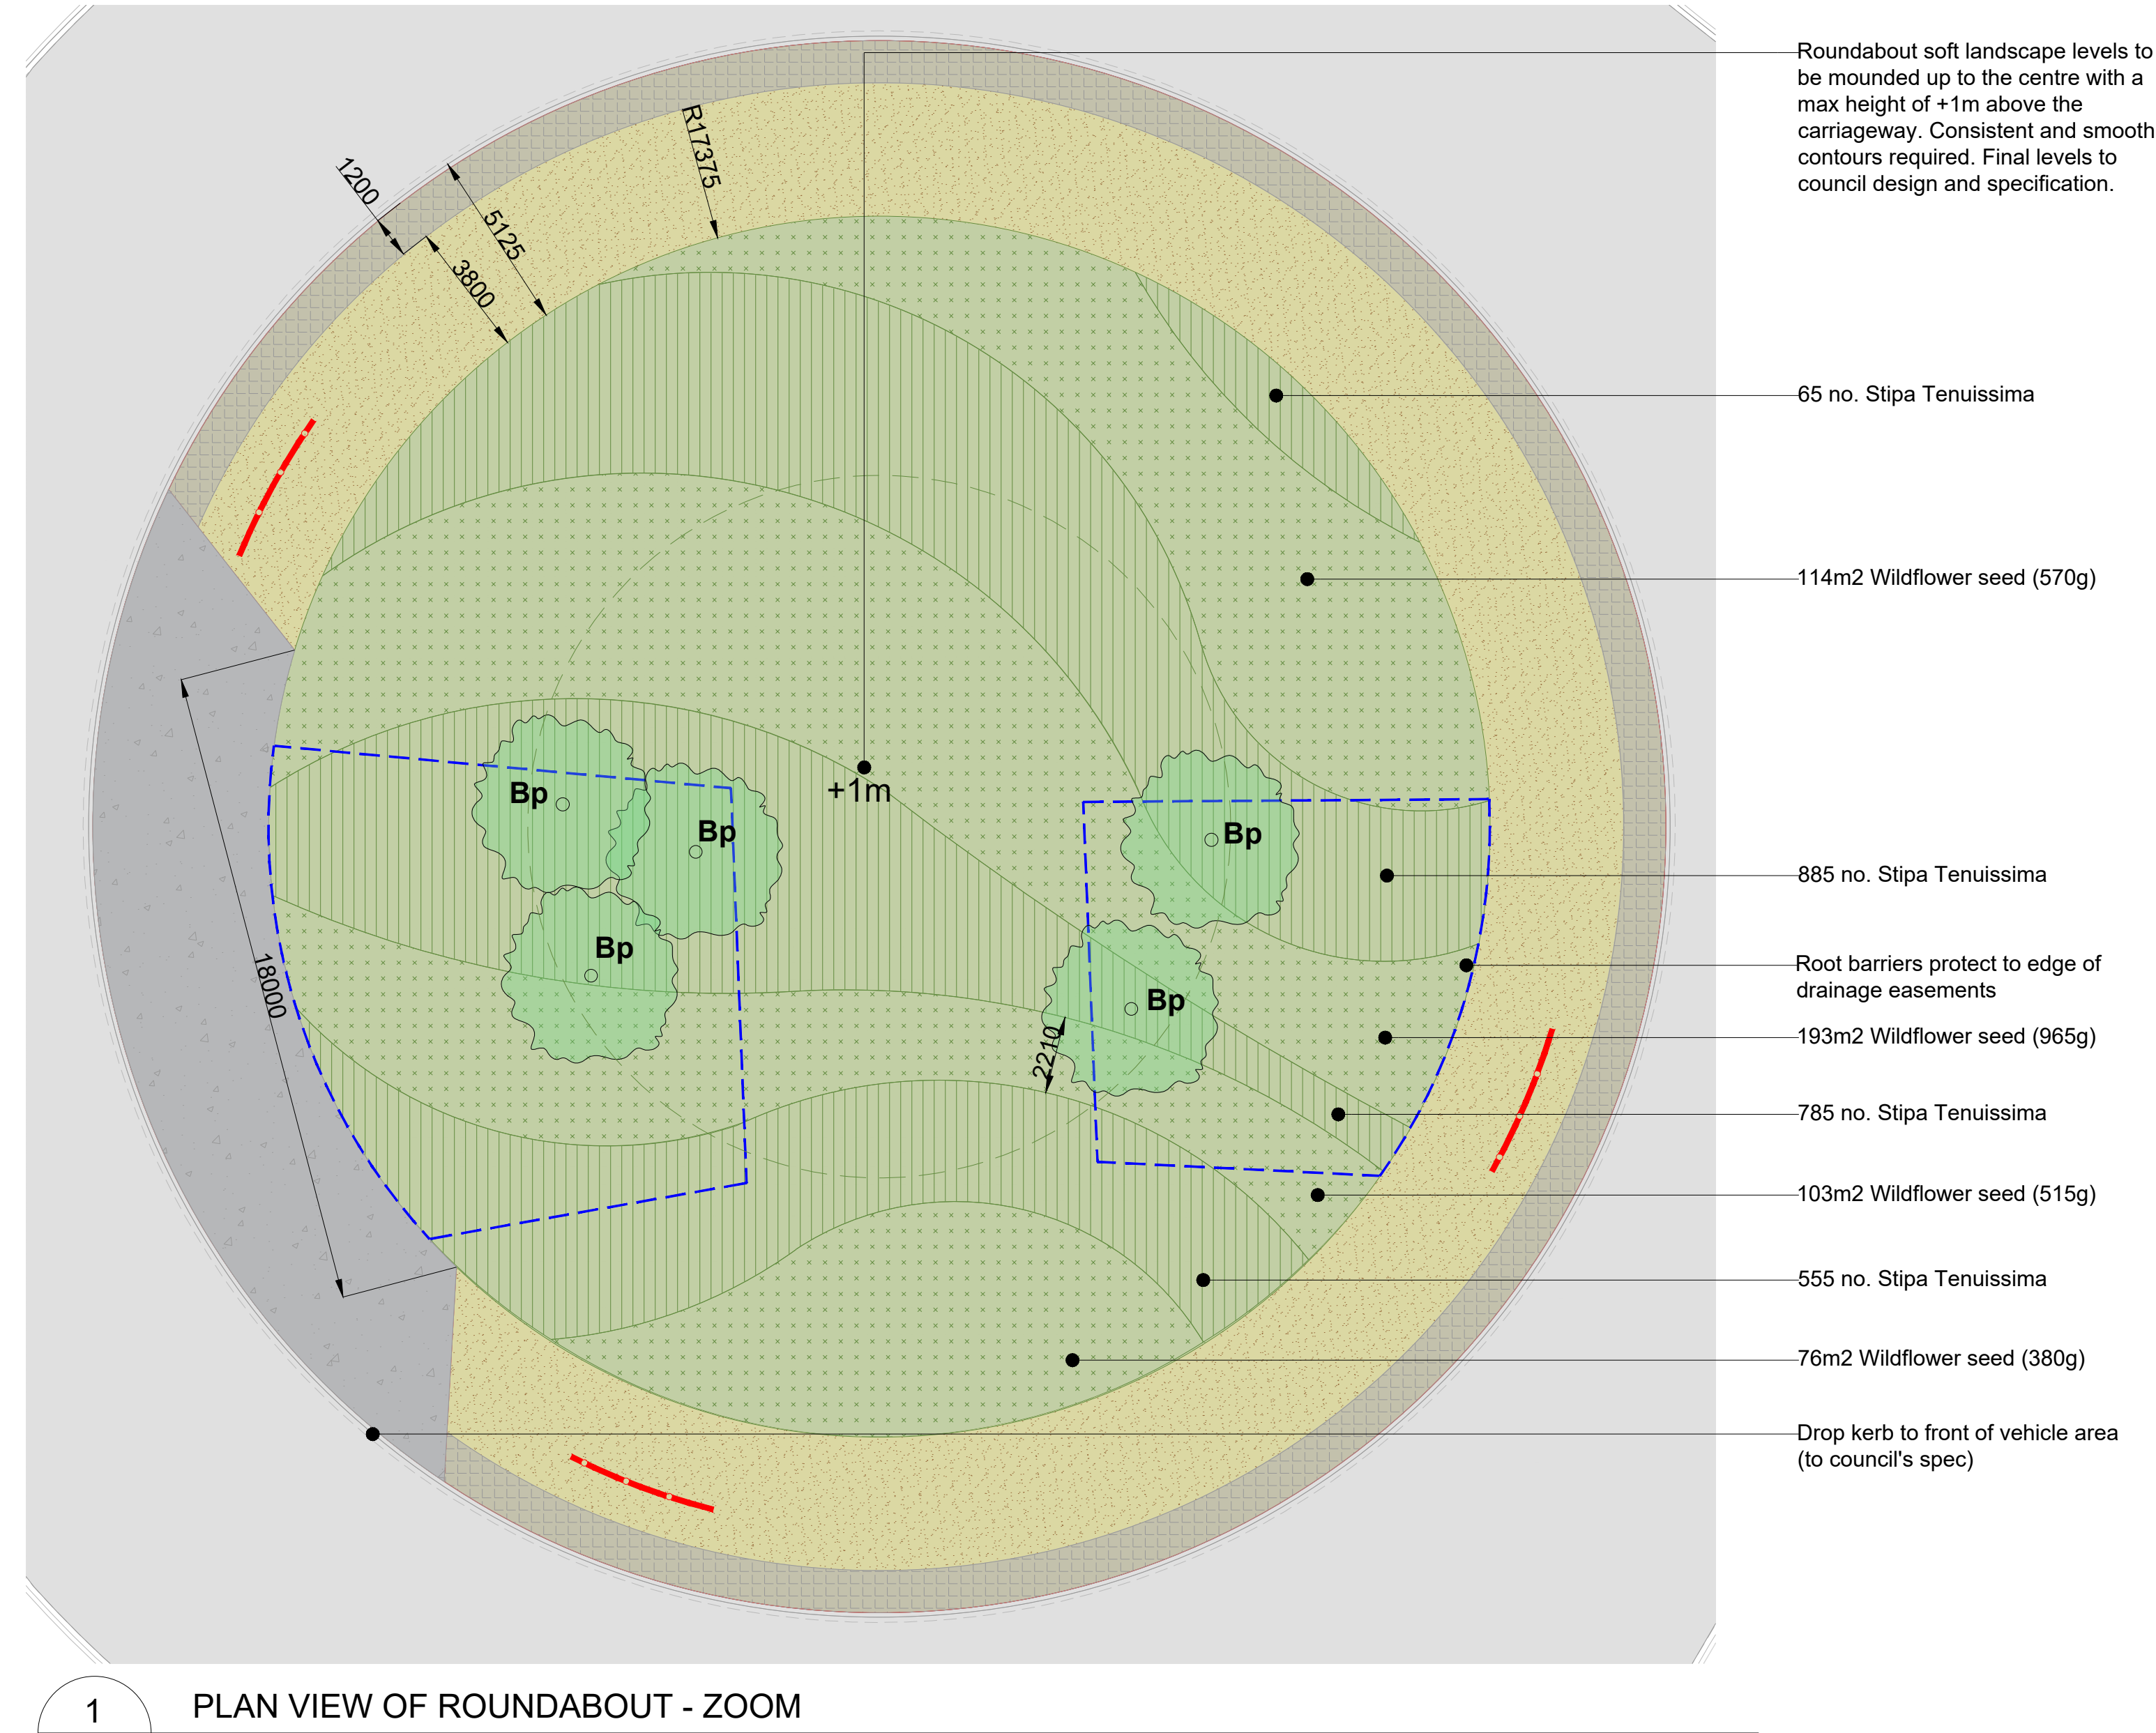 Roundabout soft landscape levels to
be mounded up to the centre with a
max height of +1m above the
carriageway. Consistent and smooth
contours required. Final levels to
council design and specification.
R17375
1200
5125
3800
65 no. Stipa Tenuissima
114m2 Wildflower seed (570g)
+1m
Bp
Bp
Bp
Bp
Bp
885 no. Stipa Tenuissima
Root barriers protect to edge of
drainage easements
18000
2210
193m2 Wildflower seed (965g)
785 no. Stipa Tenuissima
103m2 Wildflower seed (515g)
555 no. Stipa Tenuissima
76m2 Wildflower seed (380g)
Drop kerb to front of vehicle area
(to council's spec)
1
PLAN VIEW OF ROUNDABOUT - ZOOM